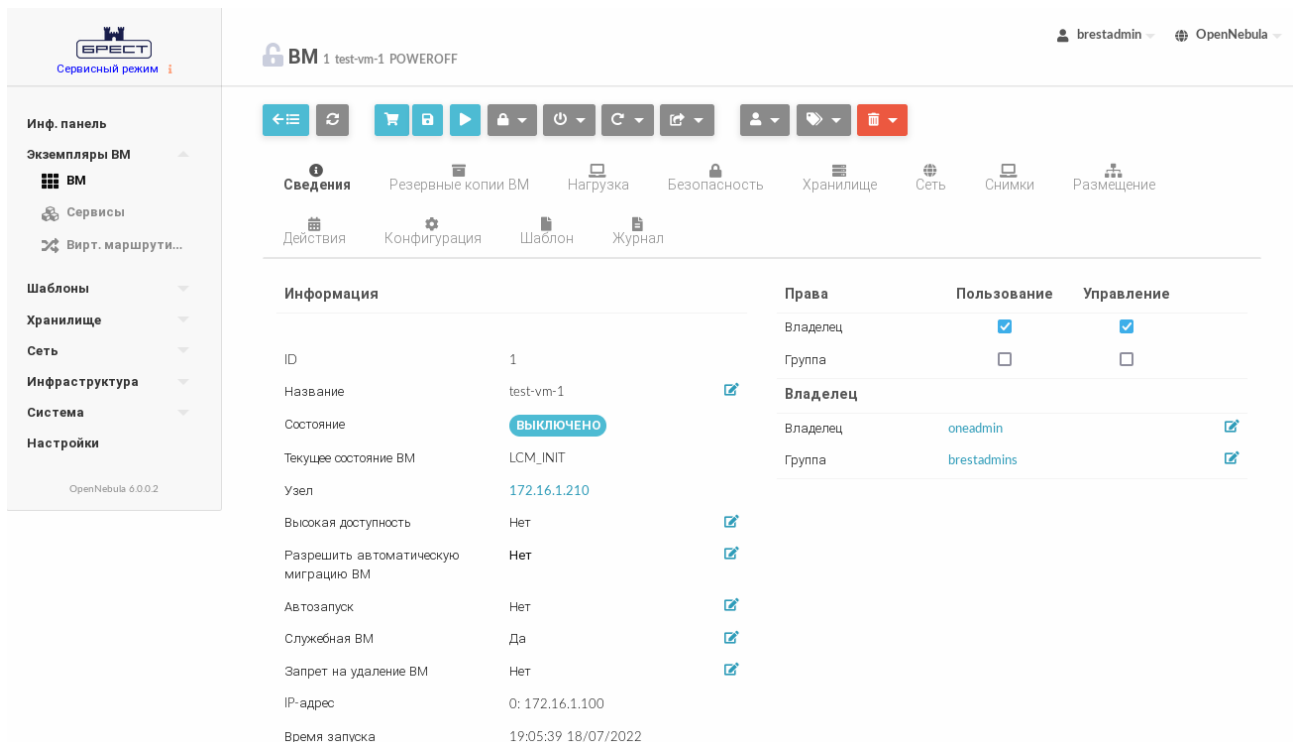 БРЕСТ
Сервисный режим i
ВМ 1 test-vm-1 POWEROFF
brestadmin
OpenNebula
Инф. панель
Экземпляры ВМ
ВМ
Сервисы
Вирт. маршрути...
Шаблоны
Хранилище
Сеть
Инфраструктура
Система
Настройки
OpenNebula 6.0.0.2
Сведения Резервные копии ВМ Нагрузка Безопасность Хранилище Сеть Снимки Размещение
Действия Конфигурация Шаблон Журнал
Информация
ID 1
Название test-vm-1
Состояние ВЫКЛЮЧЕНО
Текущее состояние ВМ LCM_INIT
Узел 172.16.1.210
Высокая доступность Нет
Разрешить автоматическую Нет
миграцию ВМ
Автозапуск Нет
Служебная ВМ Да
Запрет на удаление ВМ Нет
IP-адрес 0: 172.16.1.100
Время запуска 19:05:39 18/07/2022
Права Пользование Управление
Владелец
Группа
Владелец
Владелец oneadmin
Группа brestadmins